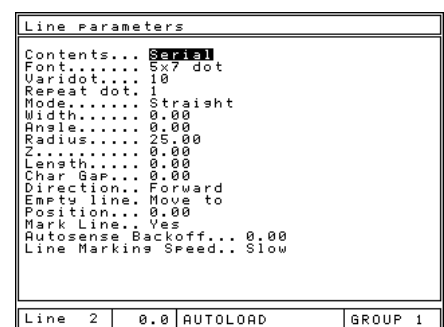 Line Parameters
Contents... Serial
Font....... 5x7 dot
Varidot.... 10
Repeat dot. 1
Mode....... Straight
Width...... 0.00
Angle...... 0.00
Radius..... 25.00
Z.......... 0.00
Length..... 0.00
Char Gap... 0.00
Direction.. Forward
Empty line. Move to
Position... 0.00
Mark Line.. Yes
Autosense Backoff... 0.00
Line Marking Speed.. Slow
Line 2 0.0 AUTOLOAD GROUP 1